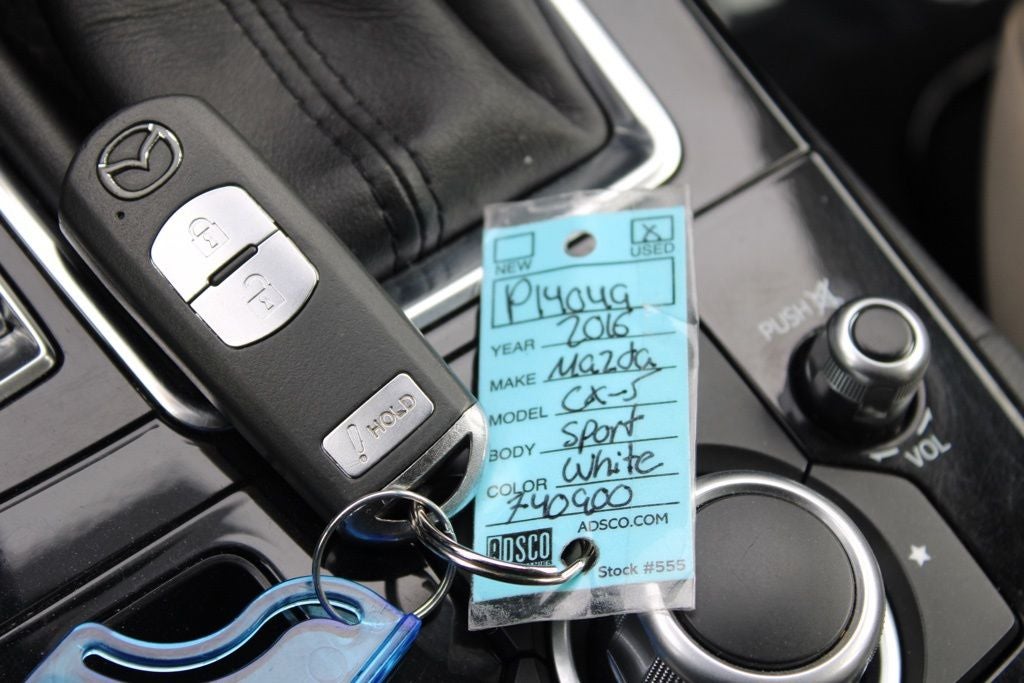 NEW USED
P14049
YEAR 2016
MAKE Mazda
MODEL CX-5
BODY Sport
COLOR White
740900
ADSCO.COM
ADSCO
Stock #555
HOLD
PUSH
VOL